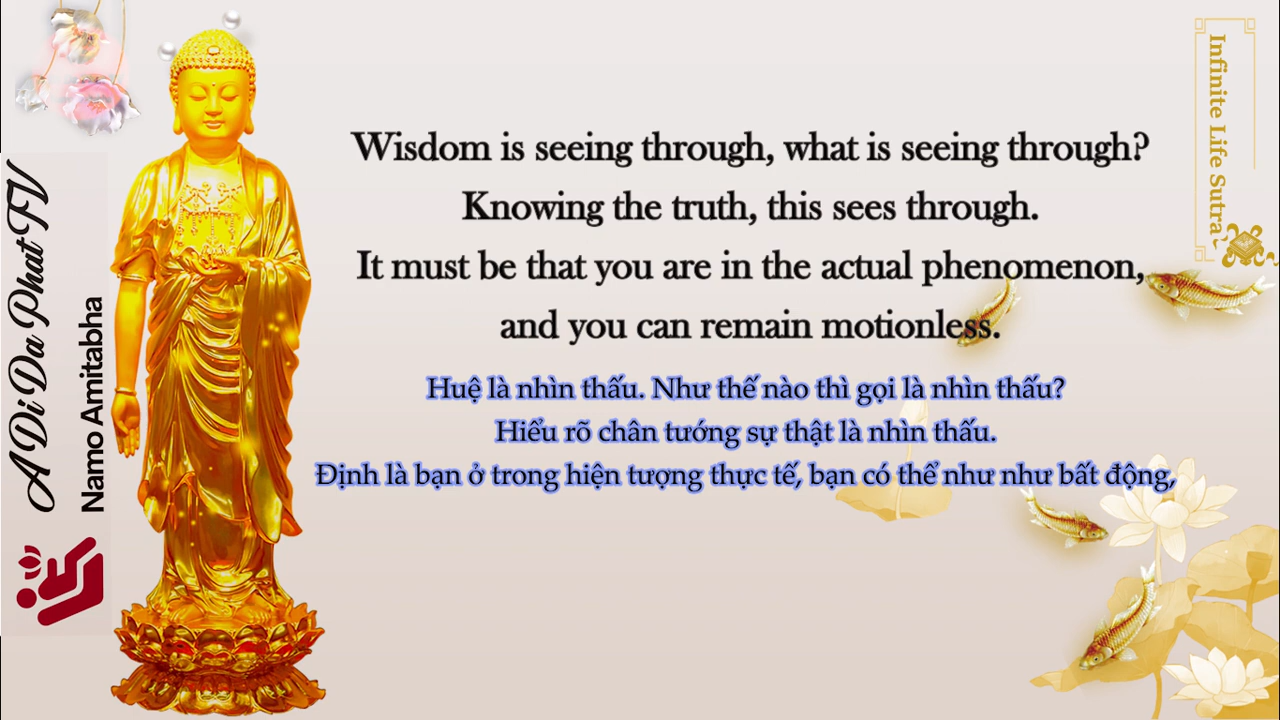 A Di Da Phat TV
Namo Amitabha
Wisdom is seeing through, what is seeing through?
Knowing the truth, this sees through.
It must be that you are in the actual phenomenon,
and you can remain motionless.
Huệ là nhìn thấu. Như thế nào thì gọi là nhìn thấu?
Hiểu rõ chân tướng sự thật là nhìn thấu.
Định là bạn ở trong hiện tượng thực tế, bạn có thể như như bất động,
Infinite Life Sutra